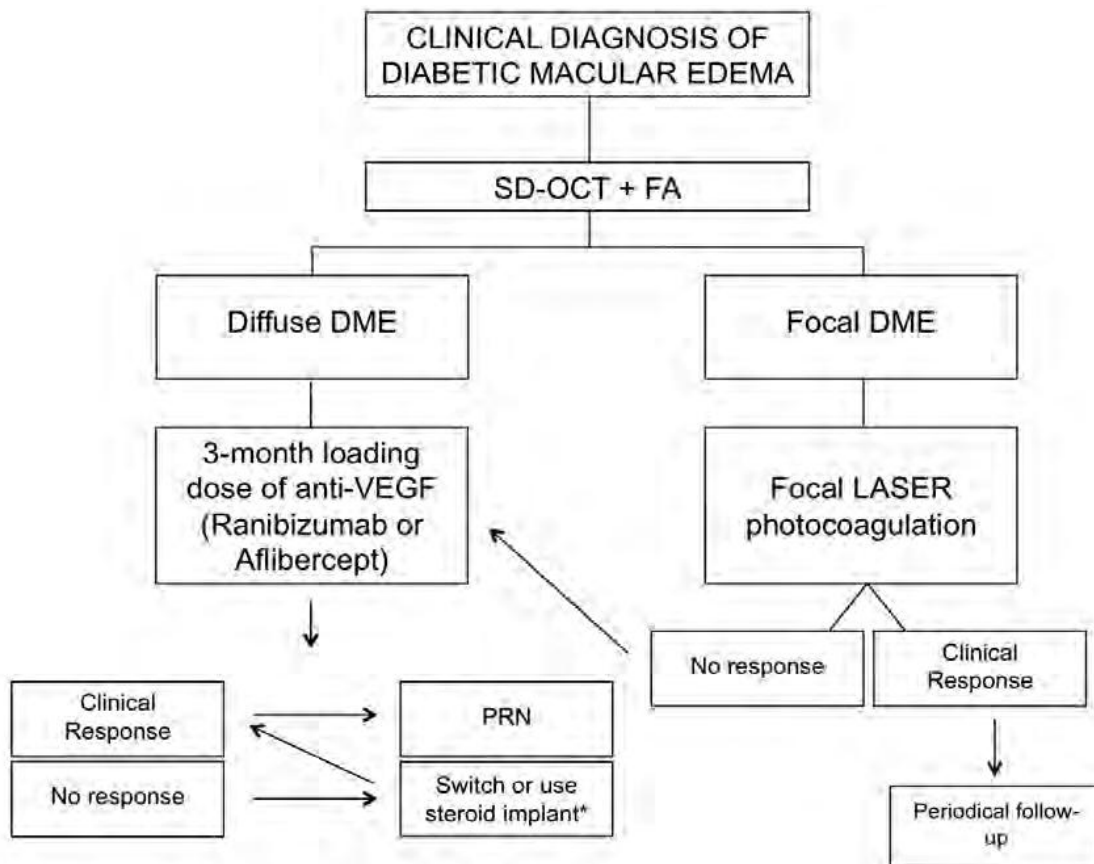 CLINICAL DIAGNOSIS OF
DIABETIC MACULAR EDEMA
SD-OCT + FA
Diffuse DME
Focal DME
3-month loading
dose of anti-VEGF
(Ranibizumab or
Aflibercept)
Focal LASER
photocoagulation
No response
Clinical
Response
Clinical
Response
PRN
No response
Switch or use
steroid implant*
Periodical follow-
up